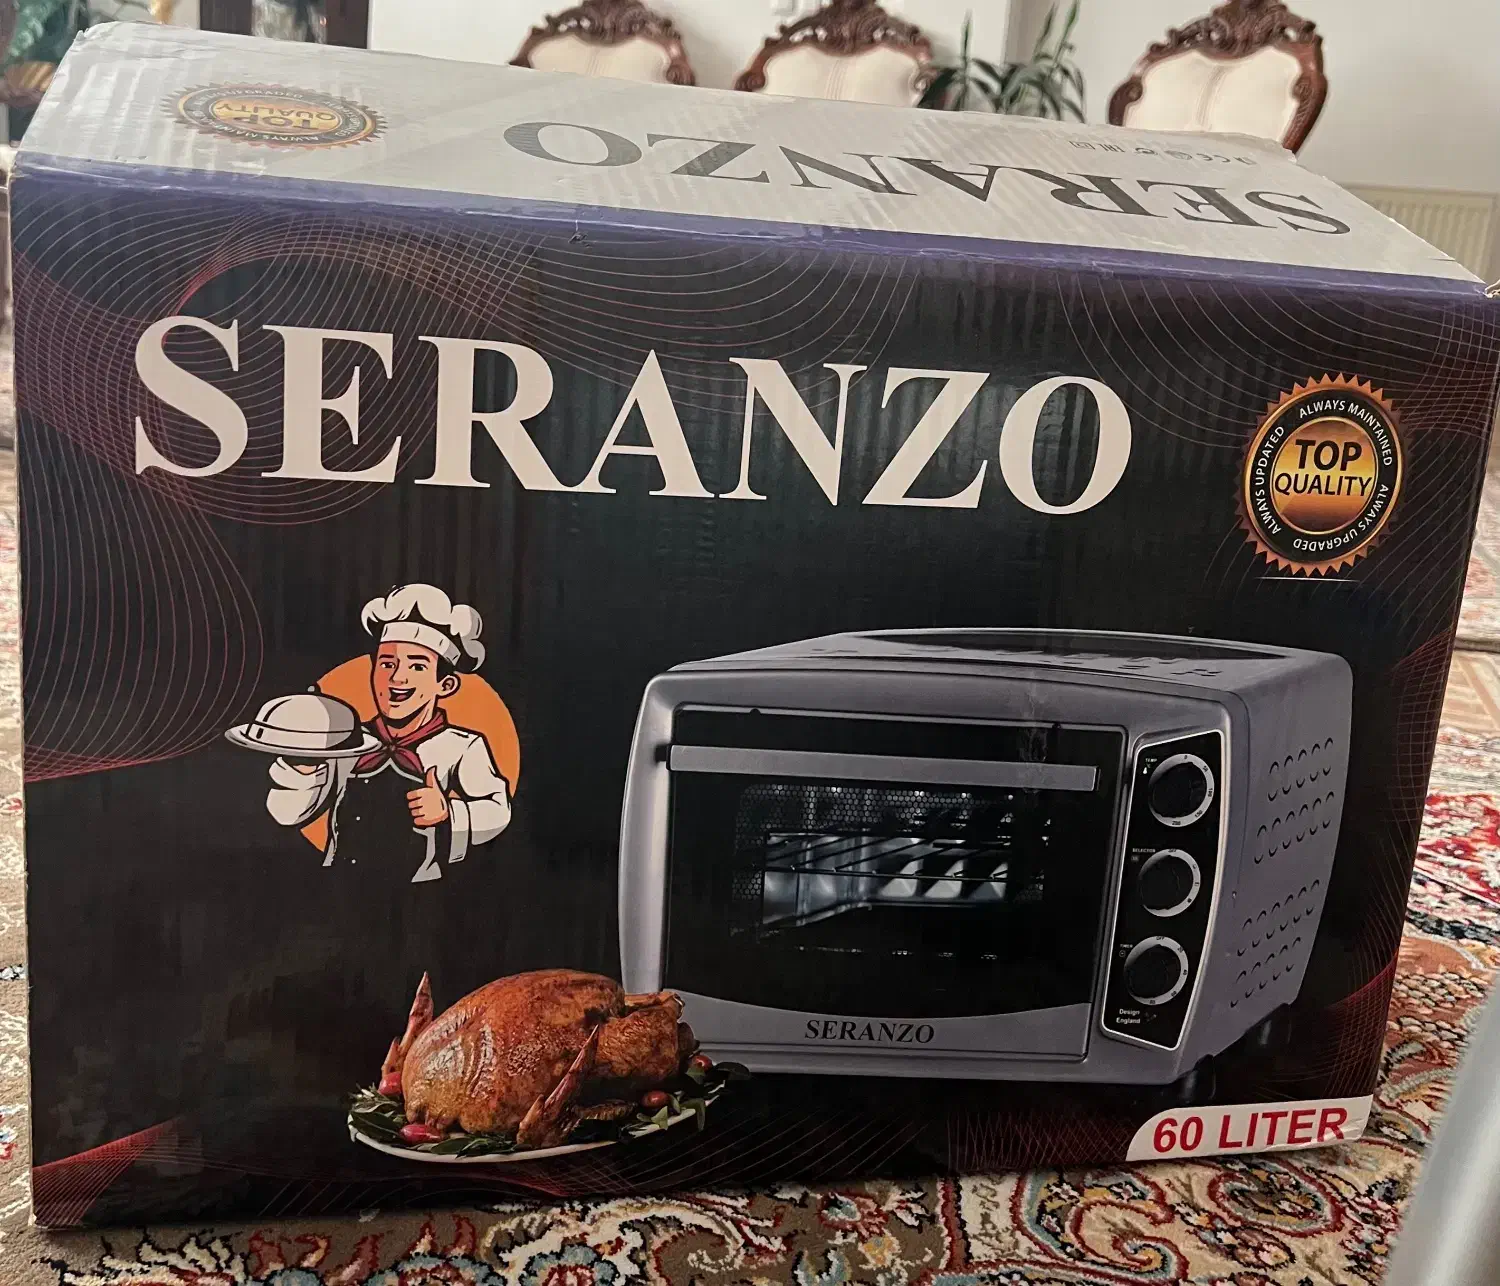 TOP
QUALITY
SERANZO
SERANZO
ALWAYS MAINTAINED
ALWAYS UPDATED
TOP
QUALITY
ALWAYS UPGRADED
TEMP
SELECTOR
TIMER
SERANZO
Design
England
60 LITER